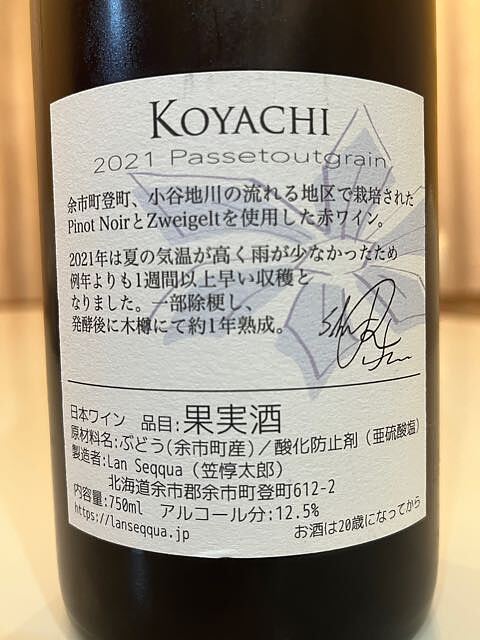 KOYACHI
2021 Passetoutgrain
余市町登町、小谷地川の流れる地区で栽培された
Pinot NoirとZweigeltを使用した赤ワイン。
2021年は夏の気温が高く雨が少なかったため
例年よりも1週間以上早い収穫と
なりました。一部除梗し、
発酵後に木樽にて約1年熟成。
日本ワイン 品目:果実酒
原材料名:ぶどう(余市町産)/酸化防止剤(亜硫酸塩)
製造者:Lan Seqqua(笠惇太郎)
北海道余市郡余市町登町612-2
内容量:750ml アルコール分:12.5%
https://lanseqqua.jp お酒は20歳になってから